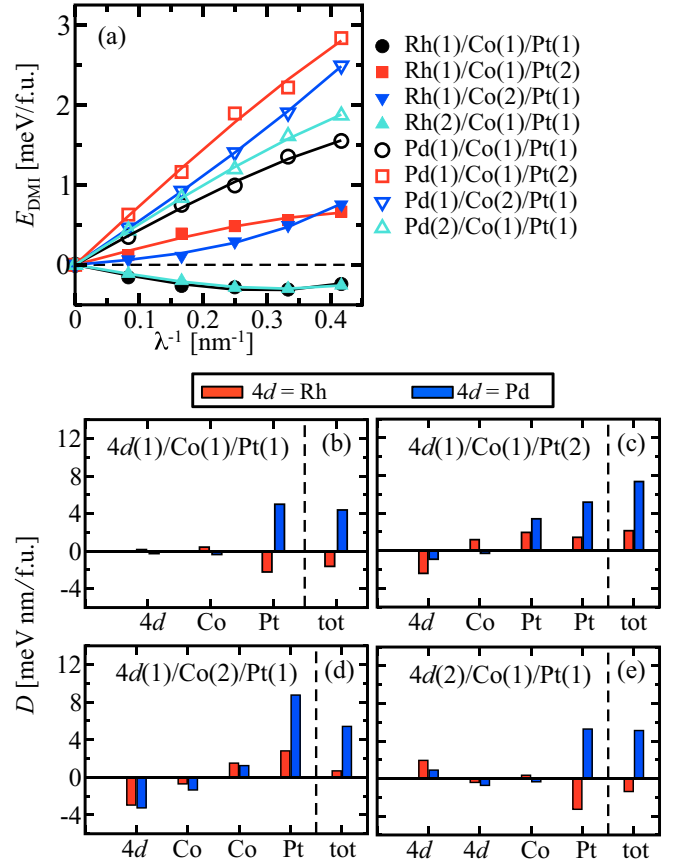 (a)
E_DMI [meV/f.u.]
3
2
1
0
0 0.1 0.2 0.3 0.4
λ⁻¹ [nm⁻¹]
Rh(1)/Co(1)/Pt(1)
Rh(1)/Co(1)/Pt(2)
Rh(1)/Co(2)/Pt(1)
Rh(2)/Co(1)/Pt(1)
Pd(1)/Co(1)/Pt(1)
Pd(1)/Co(1)/Pt(2)
Pd(1)/Co(2)/Pt(1)
Pd(2)/Co(1)/Pt(1)
4d = Rh 4d = Pd
D [meV nm/f.u.]
4d(1)/Co(1)/Pt(1) (b)
12
8
4
0
-4
4d Co Pt tot
4d(1)/Co(1)/Pt(2) (c)
4d Co Pt Pt tot
4d(1)/Co(2)/Pt(1) (d)
12
8
4
0
-4
4d Co Co Pt tot
4d(2)/Co(1)/Pt(1) (e)
4d 4d Co Pt tot